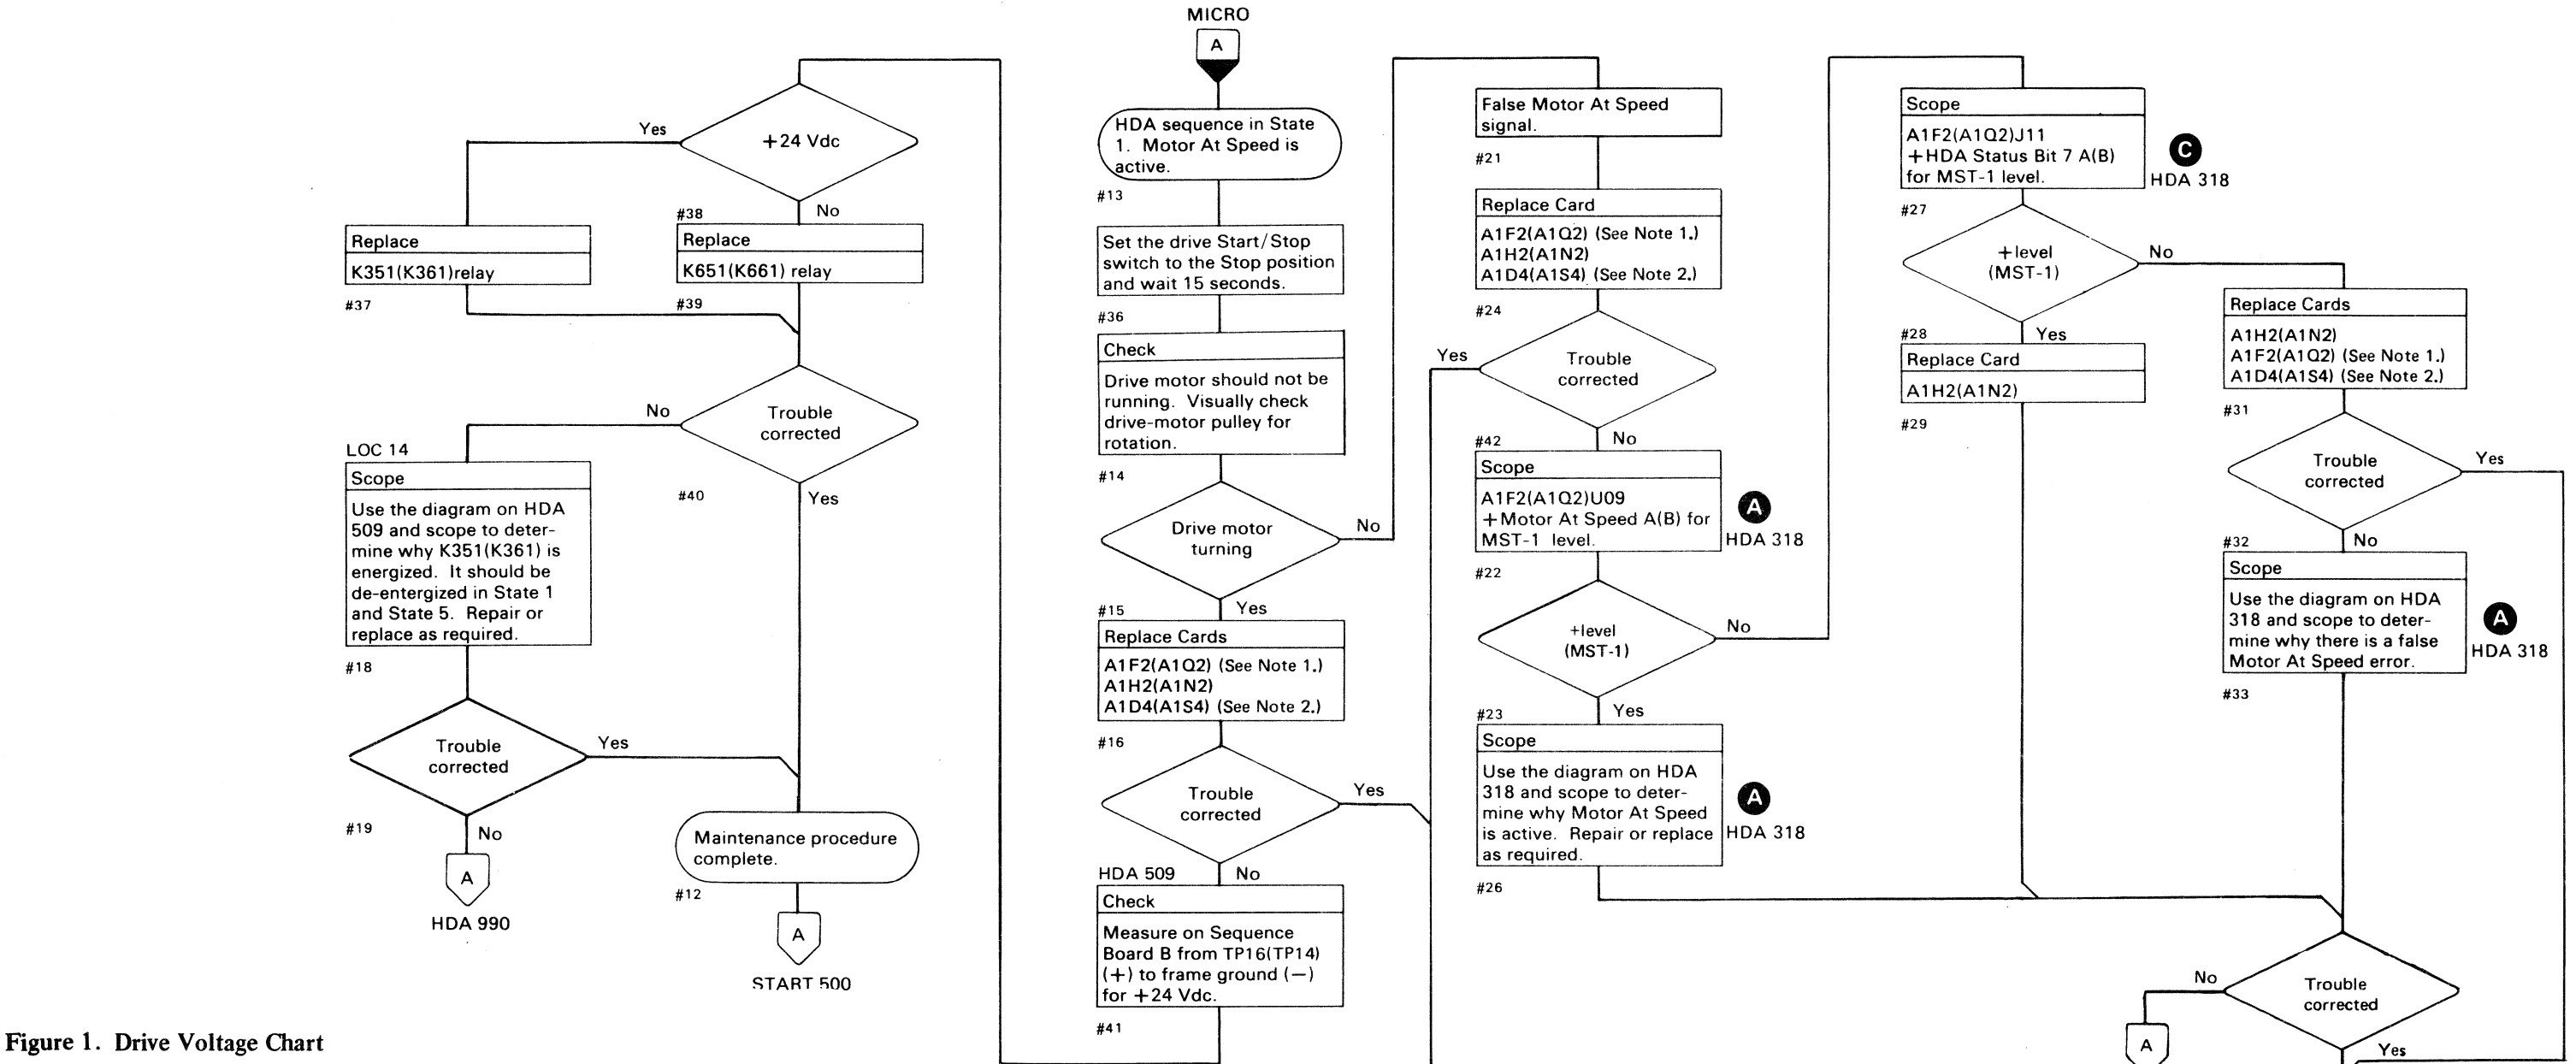 +24 Vdc
Yes
No
Replace
K351(K361)relay
#37
#38
Replace
K651(K661) relay
#39
Trouble
corrected
No
Yes
#40
LOC 14
Scope
Use the diagram on HDA
509 and scope to deter-
mine why K351(K361) is
energized. It should be
de-entergized in State 1
and State 5. Repair or
replace as required.
#18
Trouble
corrected
Yes
No
#19
A
HDA 990
Maintenance procedure
complete.
#12
A
START 500
Figure 1. Drive Voltage Chart
MICRO
A
HDA sequence in State
1. Motor At Speed is
active.
#13
Set the drive Start/Stop
switch to the Stop position
and wait 15 seconds.
#36
Check
Drive motor should not be
running. Visually check
drive-motor pulley for
rotation.
#14
Drive motor
turning
No
Yes
#15
Replace Cards
A1F2(A1Q2) (See Note 1.)
A1H2(A1N2)
A1D4(A1S4) (See Note 2.)
#16
Trouble
corrected
Yes
No
HDA 509
Check
Measure on Sequence
Board B from TP16(TP14)
(+) to frame ground (−)
for +24 Vdc.
#41
False Motor At Speed
signal.
#21
Replace Card
A1F2(A1Q2) (See Note 1.)
A1H2(A1N2)
A1D4(A1S4) (See Note 2.)
#24
Trouble
corrected
Yes
No
#42
Scope
A1F2(A1Q2)U09
+Motor At Speed A(B) for
MST-1 level.
A
HDA 318
#22
+level
(MST-1)
No
Yes
#23
Scope
Use the diagram on HDA
318 and scope to deter-
mine why Motor At Speed
is active. Repair or replace
as required.
A
HDA 318
#26
Scope
A1F2(A1Q2)J11
+HDA Status Bit 7 A(B)
for MST-1 level.
C
HDA 318
#27
+level
(MST-1)
No
Yes
#28
Replace Card
A1H2(A1N2)
#29
Replace Cards
A1H2(A1N2)
A1F2(A1Q2) (See Note 1.)
A1D4(A1S4) (See Note 2.)
#31
Trouble
corrected
Yes
No
#32
Scope
Use the diagram on HDA
318 and scope to deter-
mine why there is a false
Motor At Speed error.
A
HDA 318
#33
Trouble
corrected
No
Yes
A